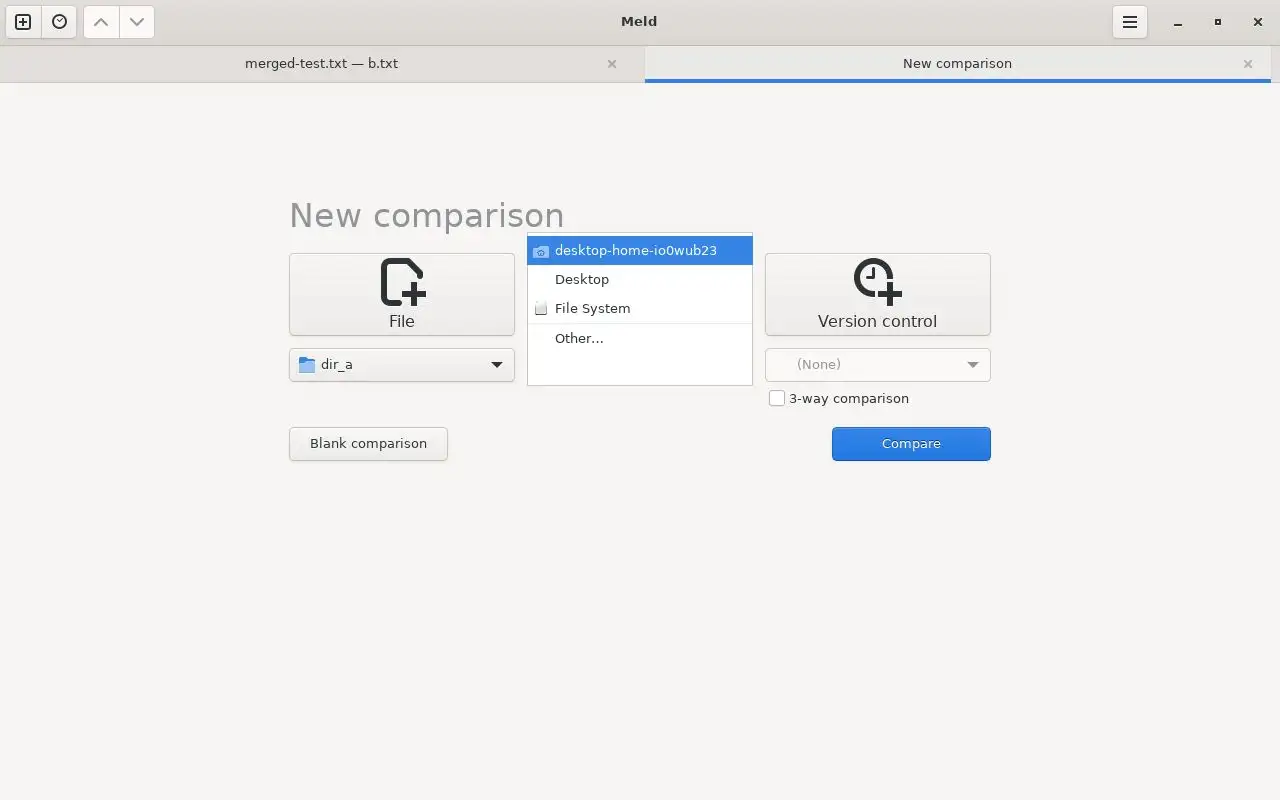 Meld
merged-test.txt — b.txt
New comparison
New comparison
desktop-home-io0wub23
Desktop
File System
Other…
File
Version control
dir_a
(None)
3-way comparison
Blank comparison
Compare